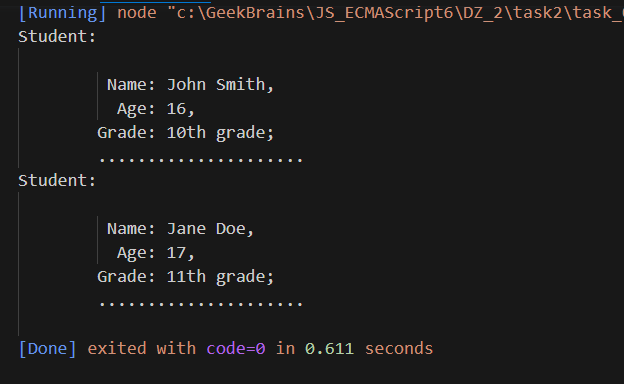 [Running] node "c:\GeekBrains\JS_ECMAScript6\DZ_2\task2\task_
Student:
Name: John Smith,
Age: 16,
Grade: 10th grade;
.....................
Student:
Name: Jane Doe,
Age: 17,
Grade: 11th grade;
.....................
[Done] exited with code=0 in 0.611 seconds